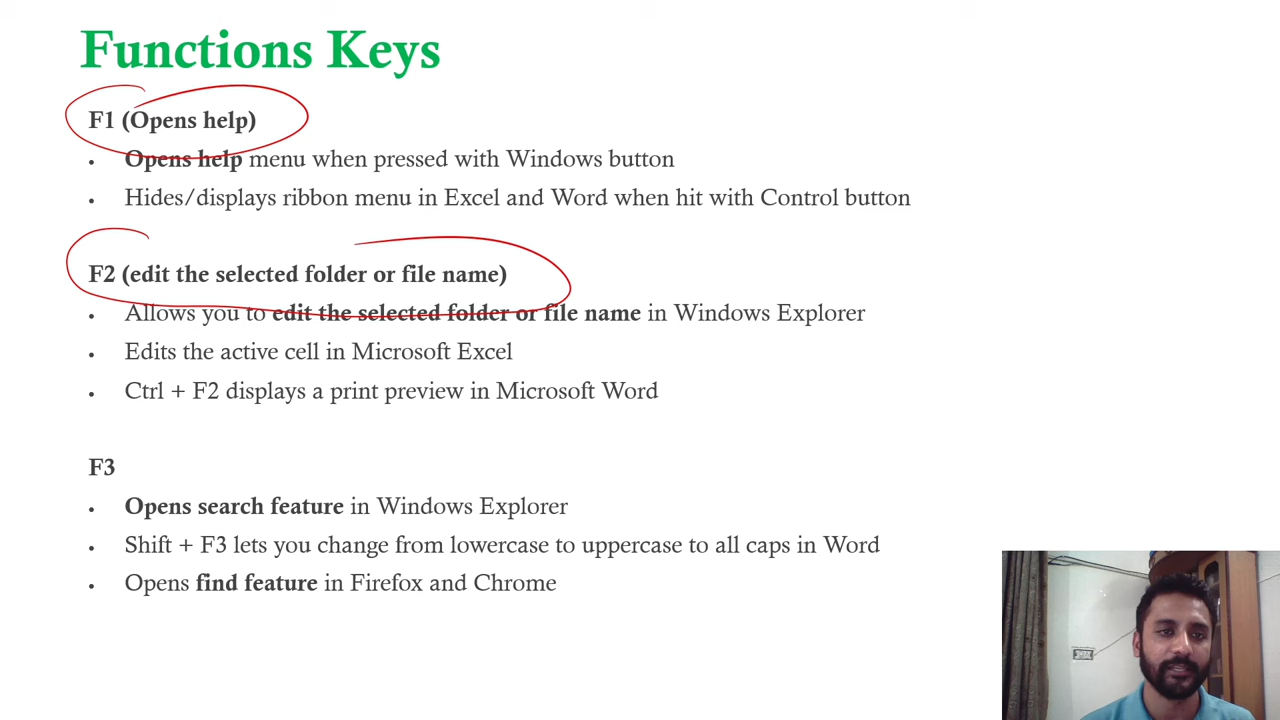 Functions Keys
F1 (Opens help)
• Opens help menu when pressed with Windows button
• Hides/displays ribbon menu in Excel and Word when hit with Control button
F2 (edit the selected folder or file name)
• Allows you to edit the selected folder or file name in Windows Explorer
• Edits the active cell in Microsoft Excel
• Ctrl + F2 displays a print preview in Microsoft Word
F3
• Opens search feature in Windows Explorer
• Shift + F3 lets you change from lowercase to uppercase to all caps in Word
• Opens find feature in Firefox and Chrome